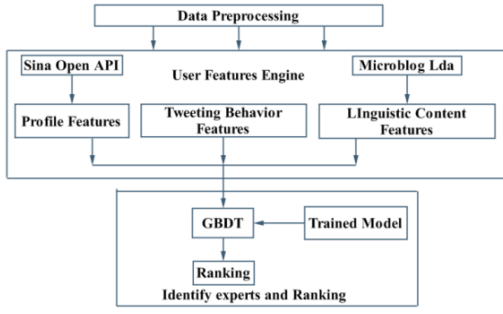 Data Preprocessing
Sina Open API
User Features Engine
Microblog Lda
Profile Features
Tweeting Behavior
Features
LInguistic Content
Features
GBDT
Trained Model
Ranking
Identify experts and Ranking